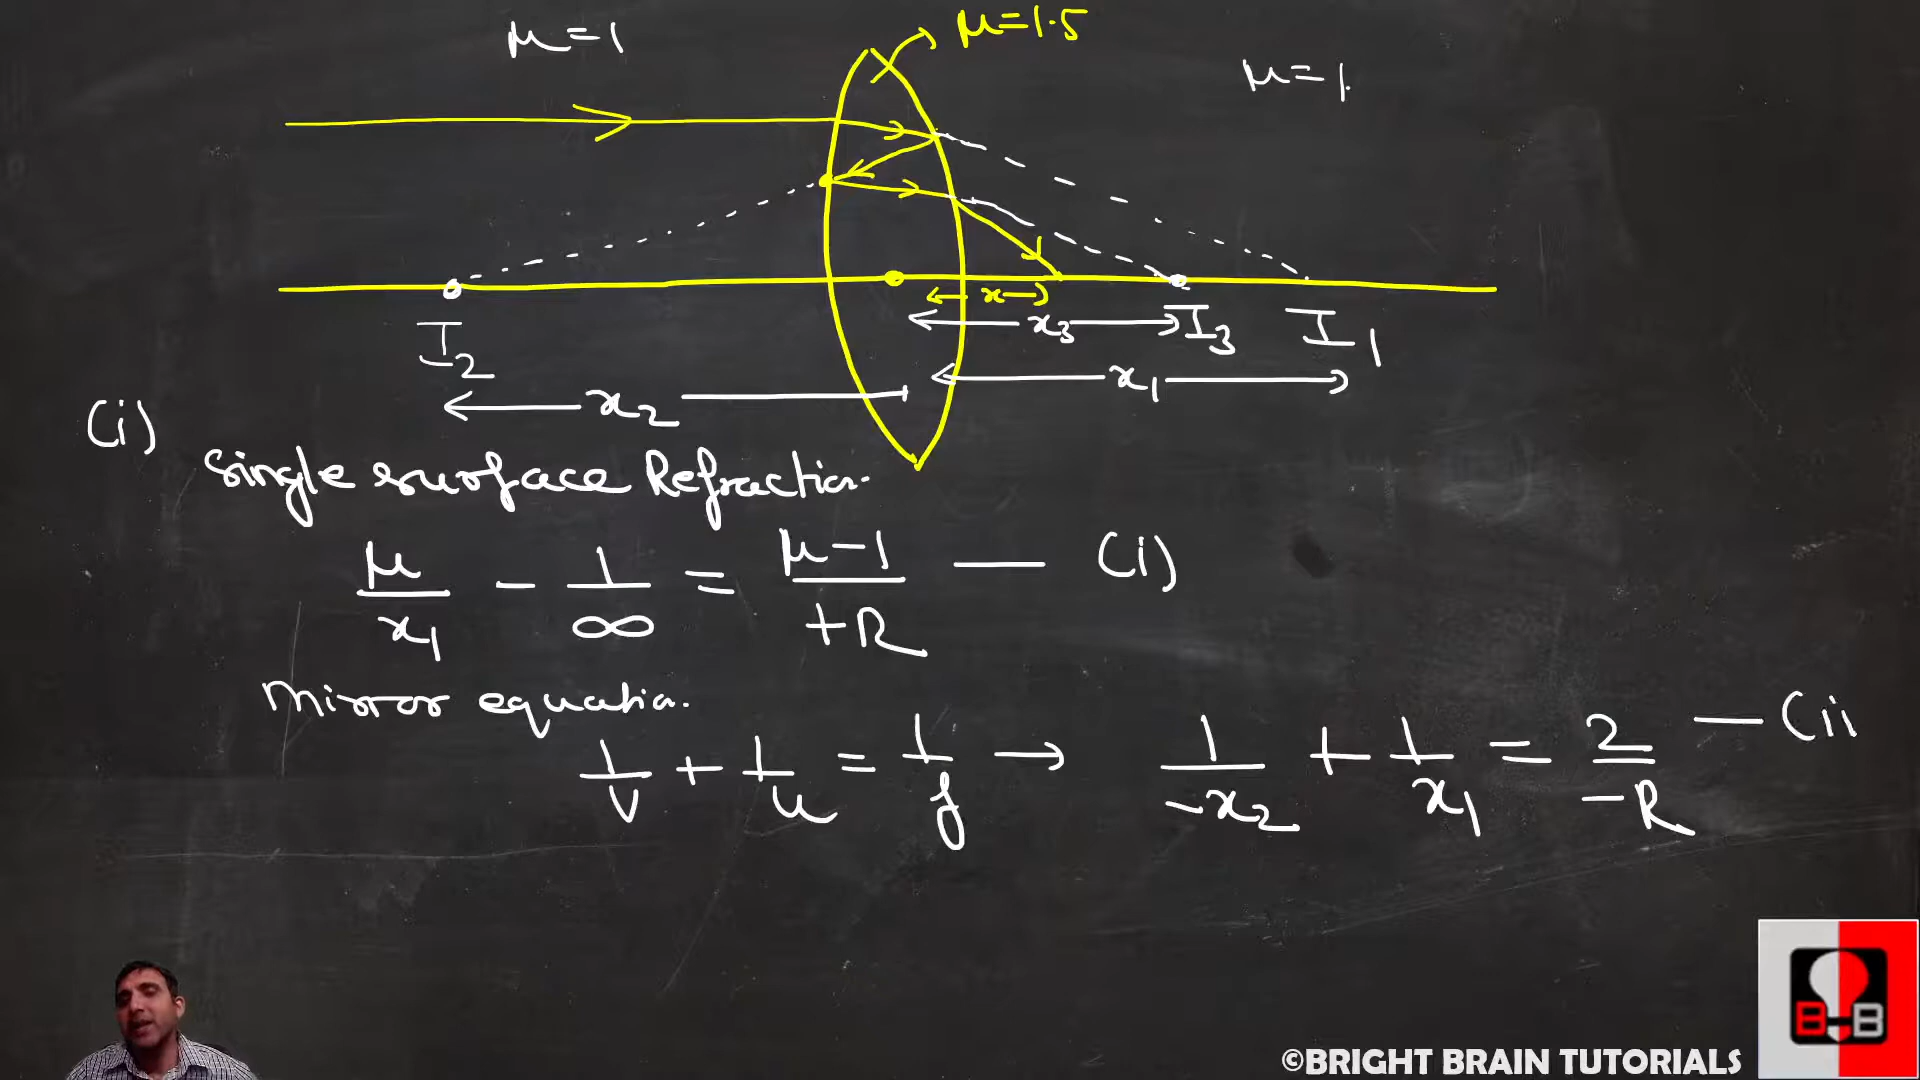 μ=1
μ=1.5
μ=1.
x
x3
I3
I1
I2
x1
x2
(i)
Single surface Refraction.
μ/x1 - 1/∞ = μ-1/+R — (i)
Mirror equation.
1/v + 1/u = 1/f → 1/-x2 + 1/x1 = 2/-R — (ii
B-B
©BRIGHT BRAIN TUTORIALS